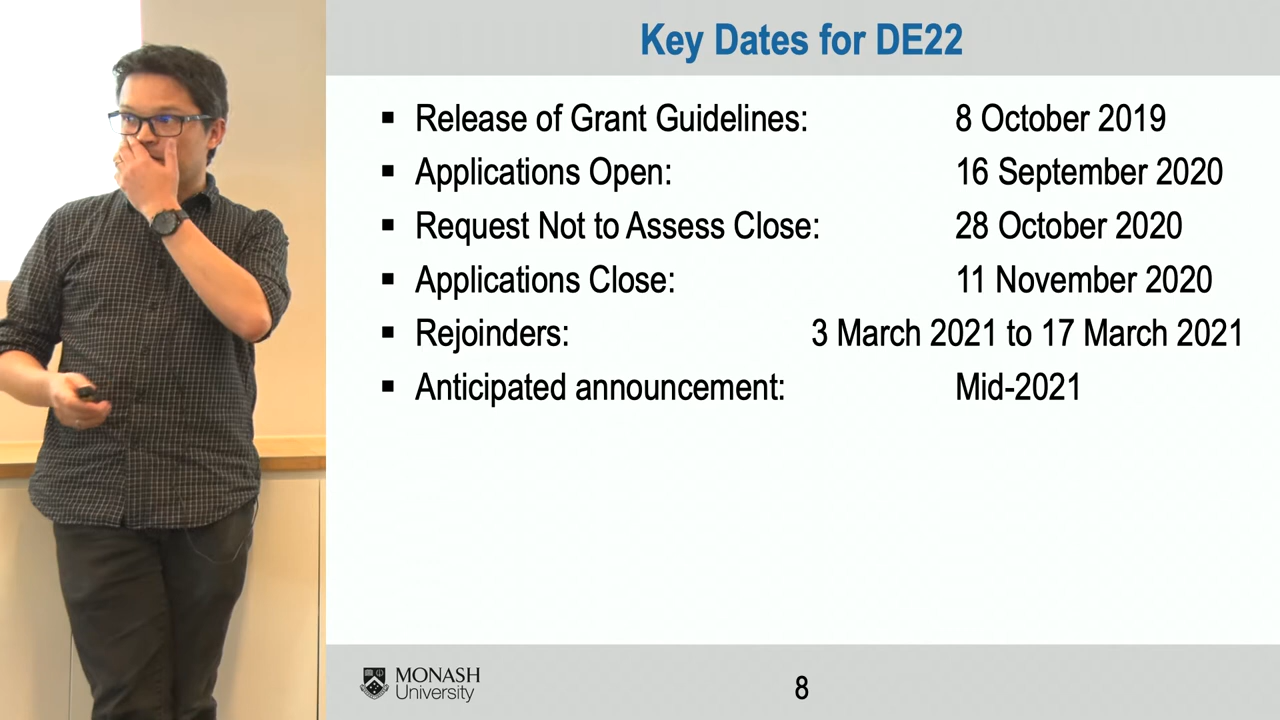 Key Dates for DE22
▪ Release of Grant Guidelines: 8 October 2019
▪ Applications Open: 16 September 2020
▪ Request Not to Assess Close: 28 October 2020
▪ Applications Close: 11 November 2020
▪ Rejoinders: 3 March 2021 to 17 March 2021
▪ Anticipated announcement: Mid-2021
MONASH
University
8